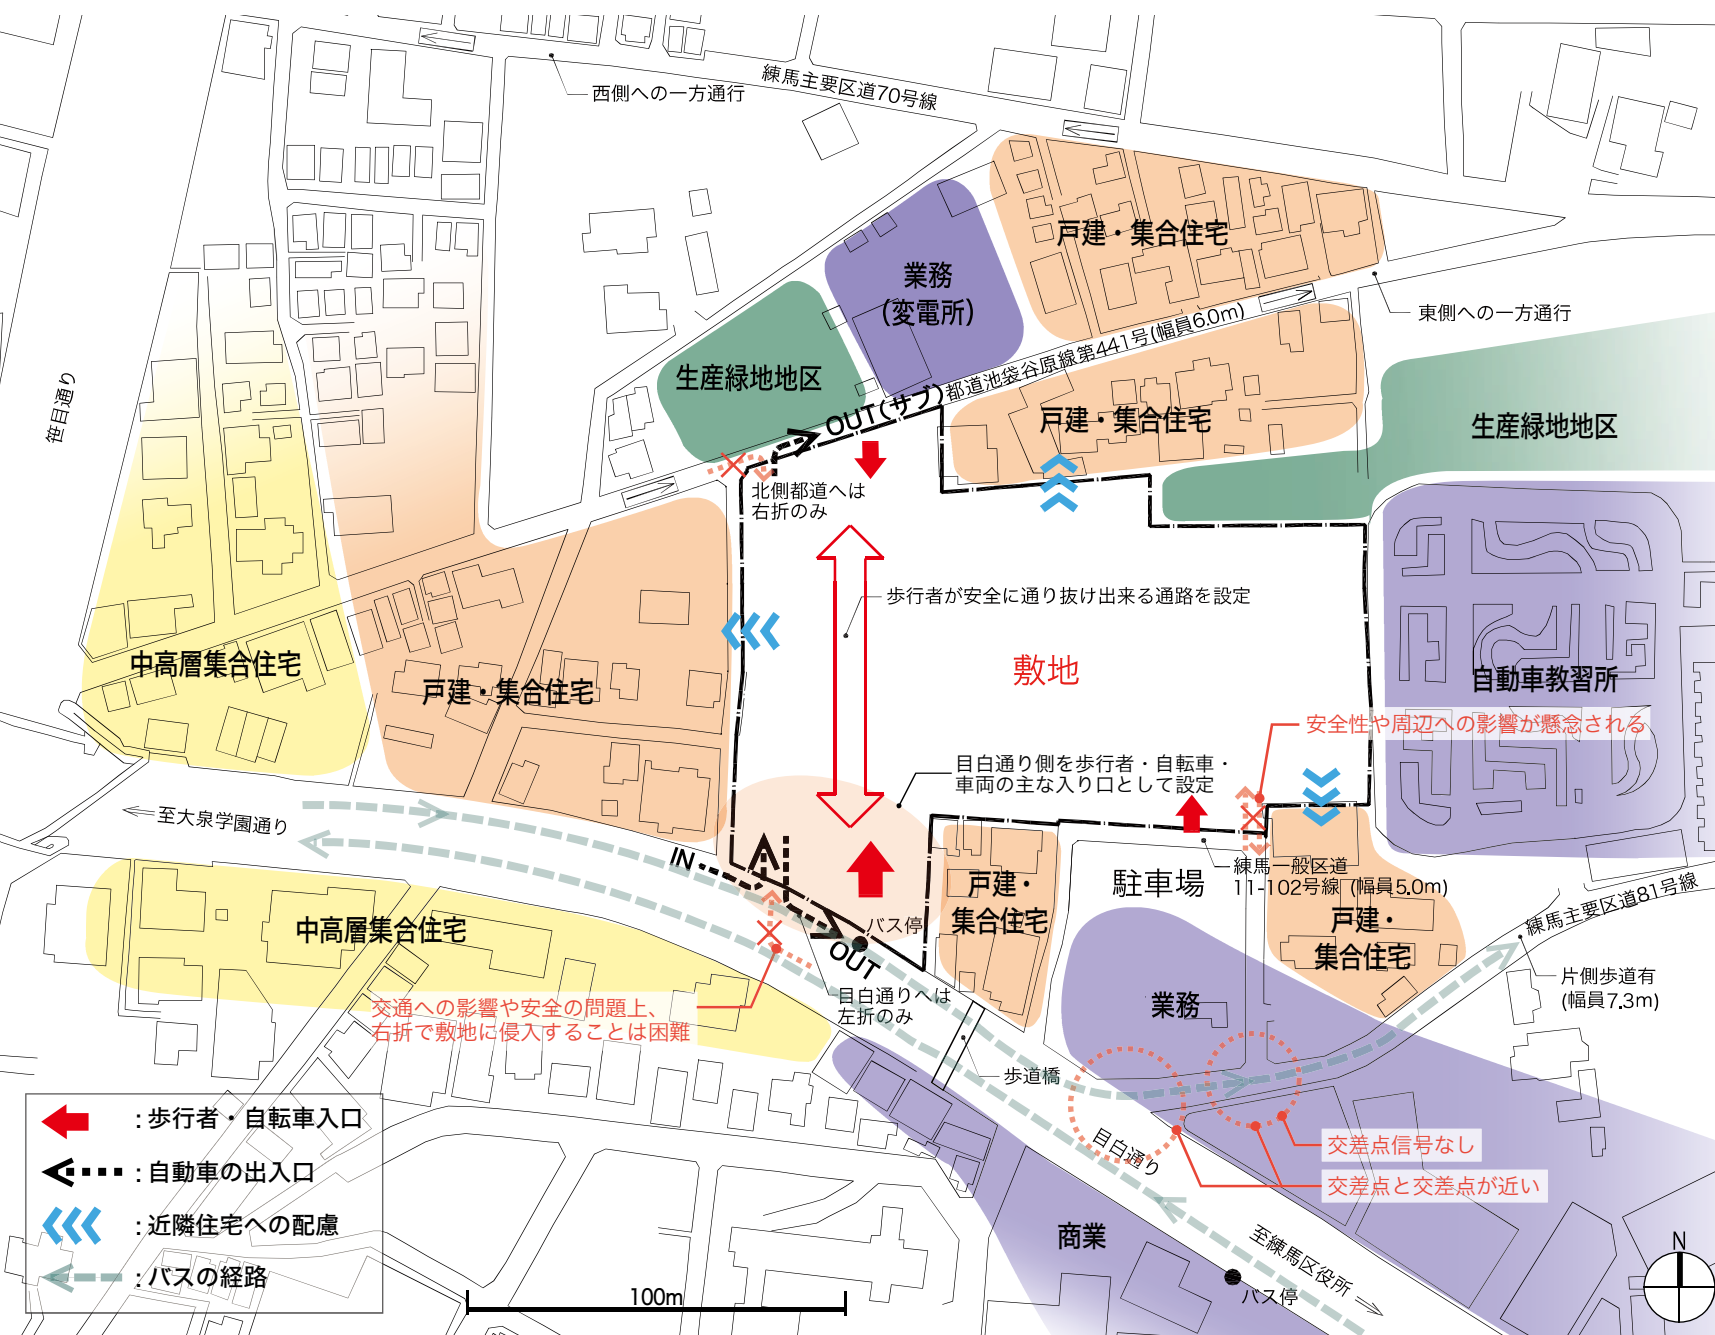 西側への一方通行
練馬主要区道70号線
戸建・集合住宅
業務
(変電所)
東側への一方通行
都道池袋谷原線第441号(幅員6.0m)
生産緑地地区
笹目通り
OUT(サブ)
戸建・集合住宅
生産緑地地区
北側都道へは
右折のみ
歩行者が安全に通り抜け出来る通路を設定
敷地
中高層集合住宅
戸建・集合住宅
自動車教習所
安全性や周辺への影響が懸念される
目白通り側を歩行者・自転車・
車両の主な入り口として設定
至大泉学園通り
IN
練馬一般区道
11-102号線 (幅員5.0m)
駐車場
戸建・
集合住宅
戸建・
集合住宅
練馬主要区道81号線
中高層集合住宅
バス停
OUT
片側歩道有
(幅員7.3m)
目白通りへは
左折のみ
業務
交通への影響や安全の問題上、
右折で敷地に侵入することは困難
歩道橋
目白通り
交差点信号なし
交差点と交差点が近い
商業
至練馬区役所
バス停
N
:歩行者・自転車入口
:自動車の出入口
:近隣住宅への配慮
:バスの経路
100m